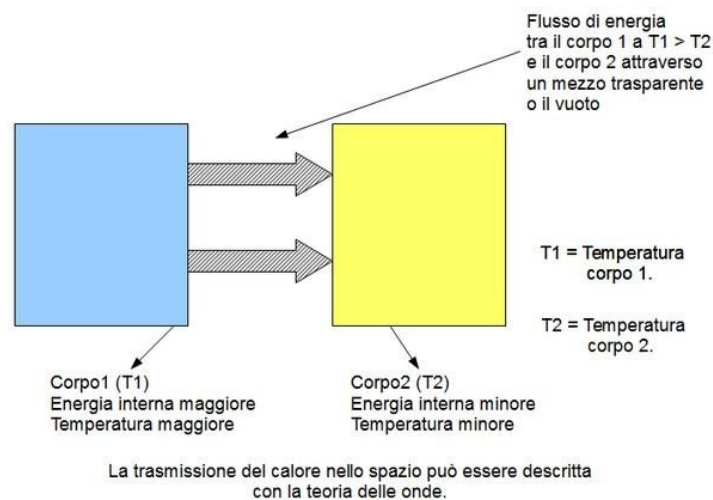 Flusso di energia
tra il corpo 1 a T1 > T2
e il corpo 2 attraverso
un mezzo trasparente
o il vuoto
T1 = Temperatura
corpo 1.
T2 = Temperatura
corpo 2.
Corpo1 (T1)
Energia interna maggiore
Temperatura maggiore
Corpo2 (T2)
Energia interna minore
Temperatura minore
La trasmissione del calore nello spazio può essere descritta
con la teoria delle onde.